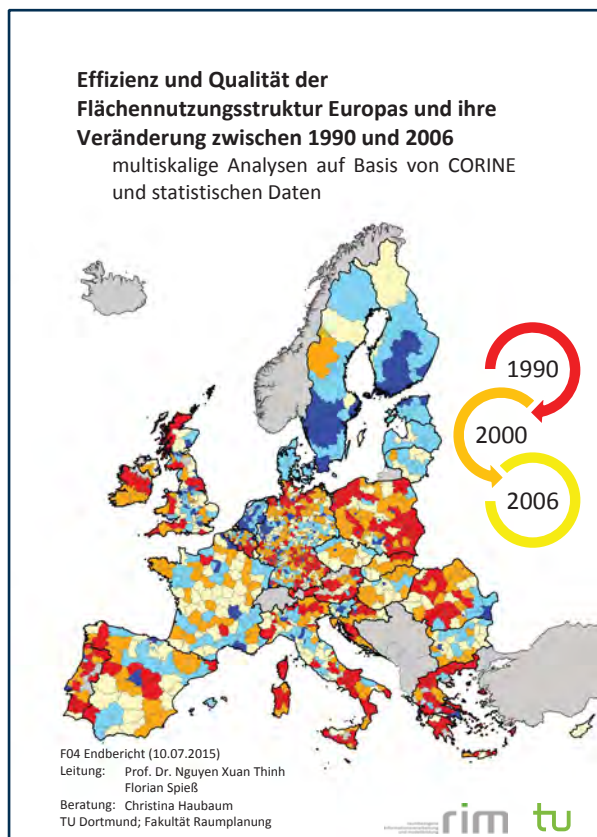 Effizienz und Qualität der
Flächennutzungsstruktur Europas und ihre
Veränderung zwischen 1990 und 2006
multiskalige Analysen auf Basis von CORINE
und statistischen Daten
1990
2000
2006
F04 Endbericht (10.07.2015)
Leitung: Prof. Dr. Nguyen Xuan Thinh
Florian Spieß
Beratung: Christina Haubaum
TU Dortmund; Fakultät Raumplanung
rim tu